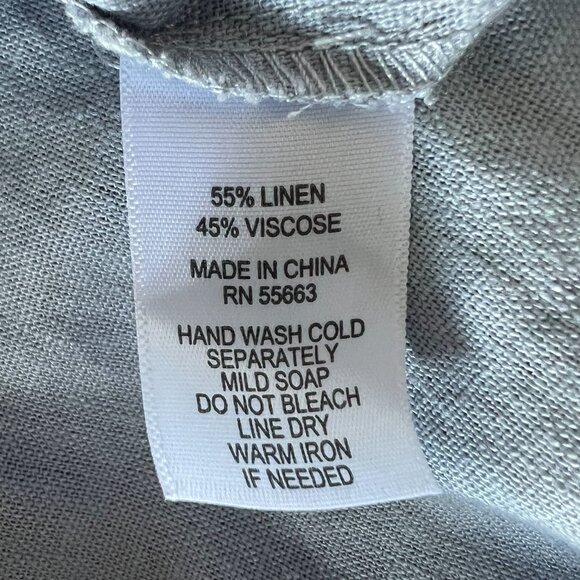 55% LINEN
45% VISCOSE
MADE IN CHINA
RN 55663
HAND WASH COLD
SEPARATELY
MILD SOAP
DO NOT BLEACH
LINE DRY
WARM IRON
IF NEEDED